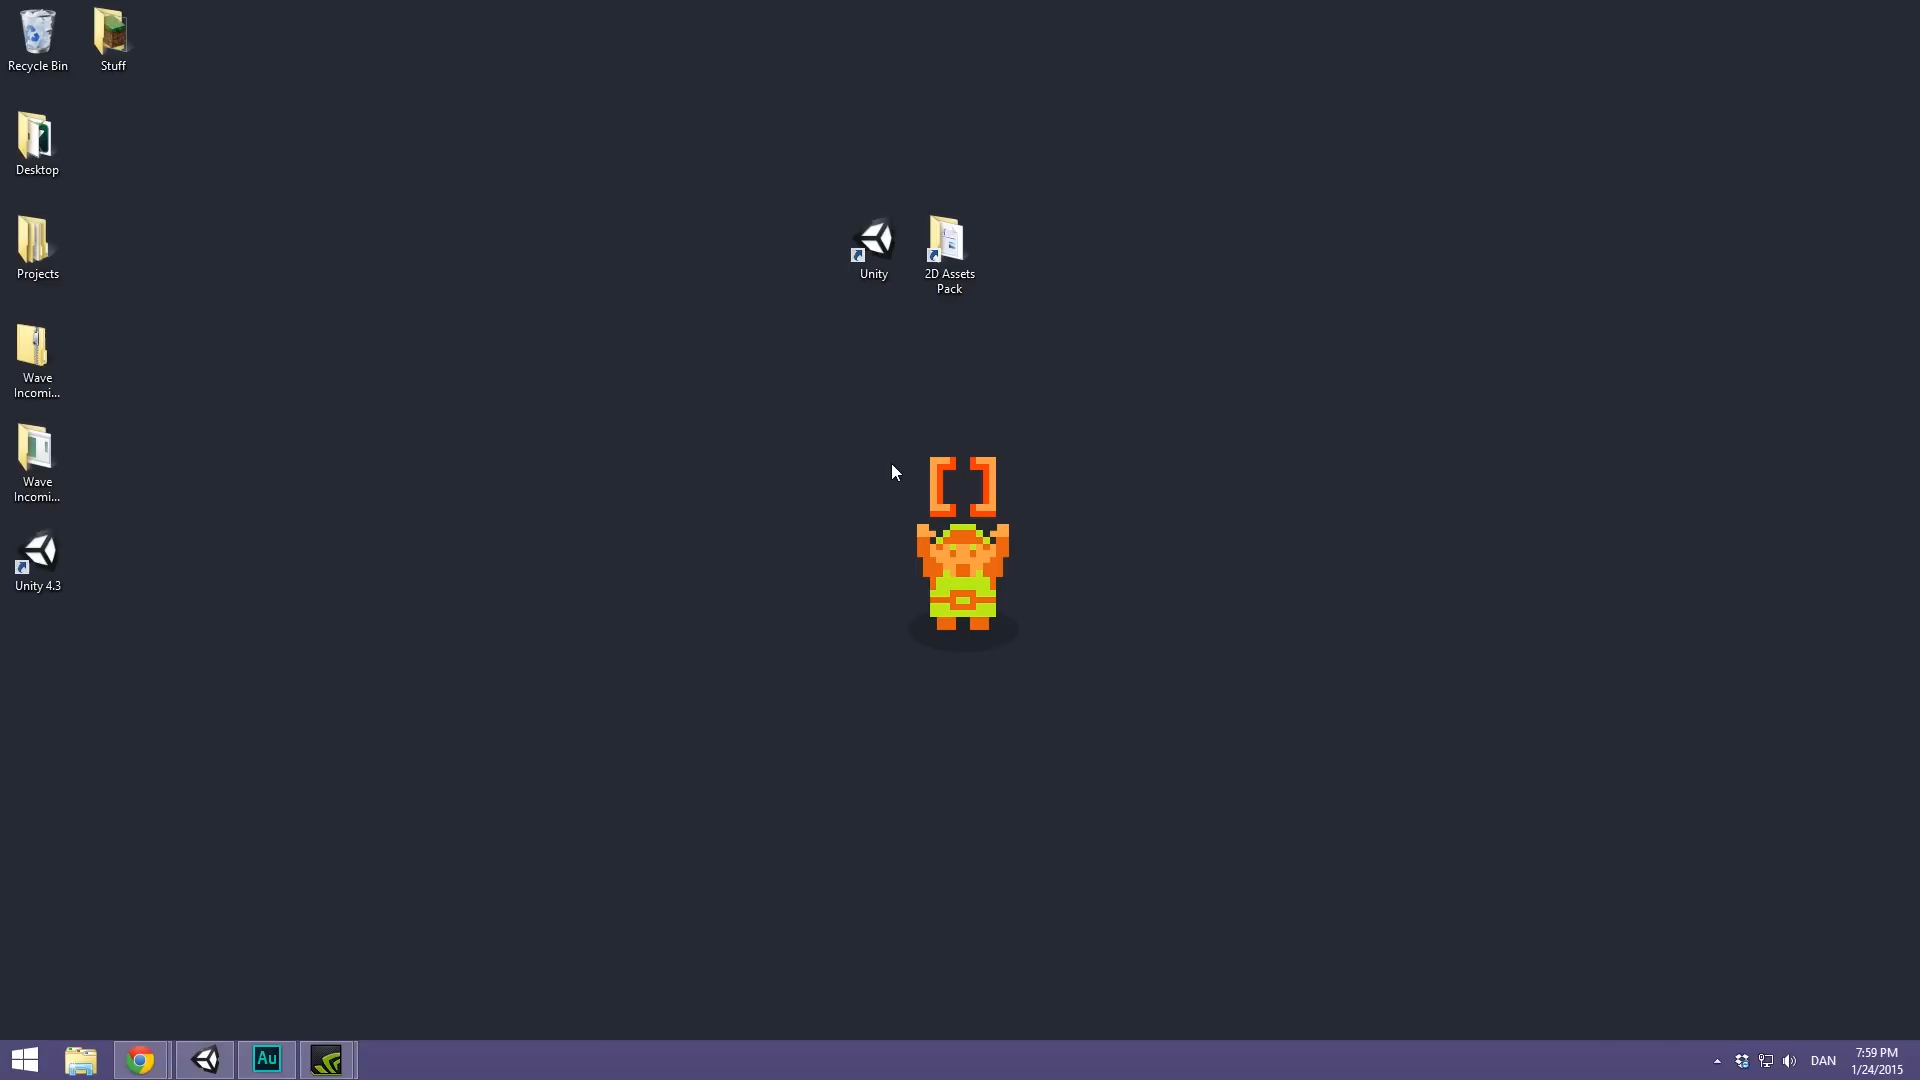 Recycle Bin
Stuff
Desktop
Projects
Unity
2D Assets
Pack
Wave
Incomi...
Wave
Incomi...
Unity 4.3
Au
DAN
7:59 PM
1/24/2015